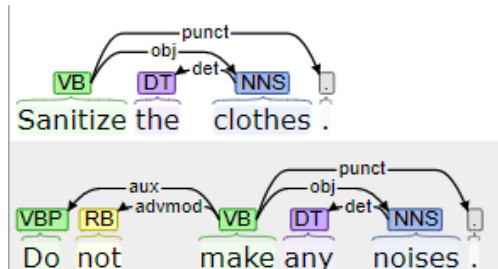 punct
obj
det
VB DT NNS .
Sanitize the clothes .
punct
aux obj
advmod det
VBP RB VB DT NNS .
Do not make any noises .